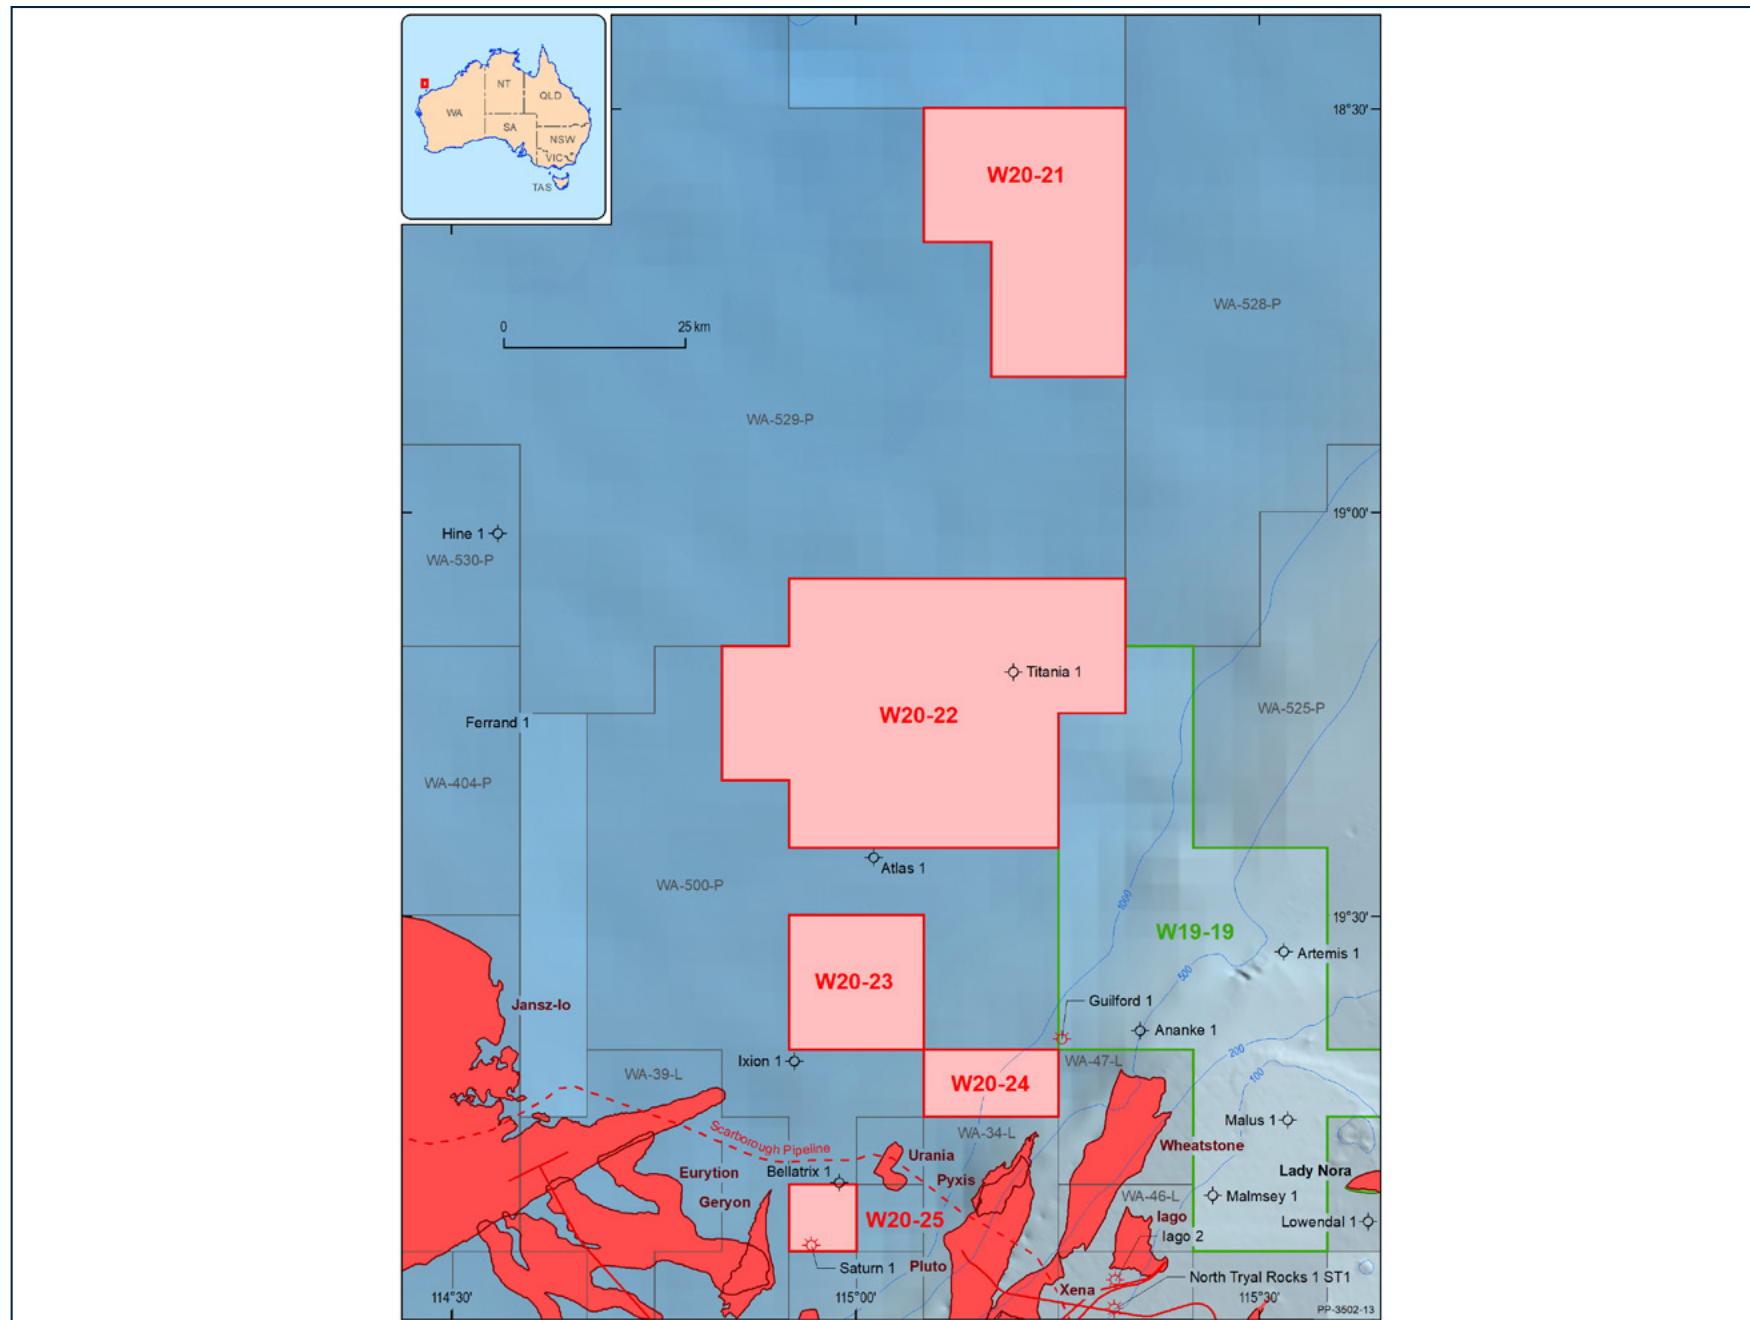 NT
QLD
WA
SA
NSW
VIC
TAS
18°30'
W20-21
WA-528-P
0 25 km
WA-529-P
19°00'
Hine 1
WA-530-P
Titania 1
W20-22
WA-525-P
Ferrand 1
WA-404-P
Atlas 1
WA-500-P
1000
19°30'
W19-19
Artemis 1
500
W20-23
Guilford 1
Jansz-Io
Ananke 1
200
Ixion 1
WA-47-L
WA-39-L
W20-24
100
Malus 1
Scarborough Pipeline
WA-34-L
Wheatstone
Urania
Eurytion
Bellatrix 1
Pyxis
Lady Nora
Geryon
WA-46-L
Malmsey 1
W20-25
Iago
Lowendal 1
Iago 2
Saturn 1
Pluto
North Tryal Rocks 1 ST1
Xena
114°30'
115°00'
115°30'
PP-3502-13